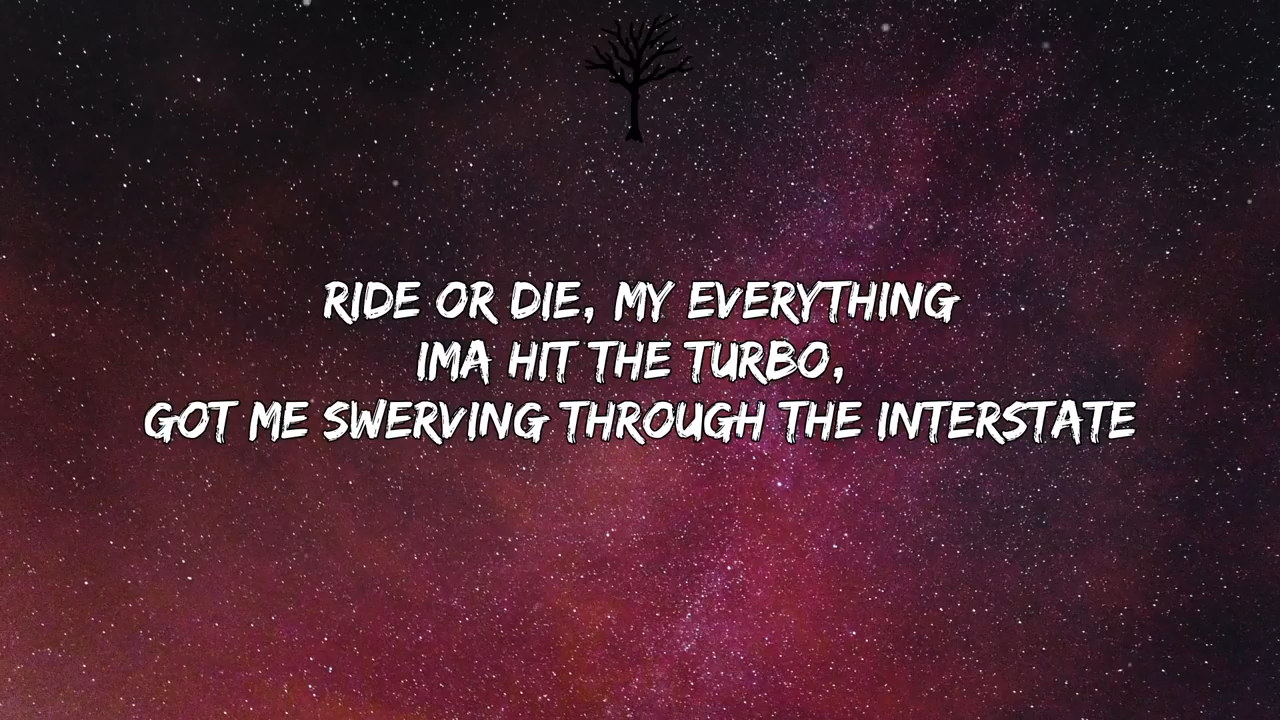 RIDE OR DIE, MY EVERYTHING
IMA HIT THE TURBO,
GOT ME SWERVING THROUGH THE INTERSTATE